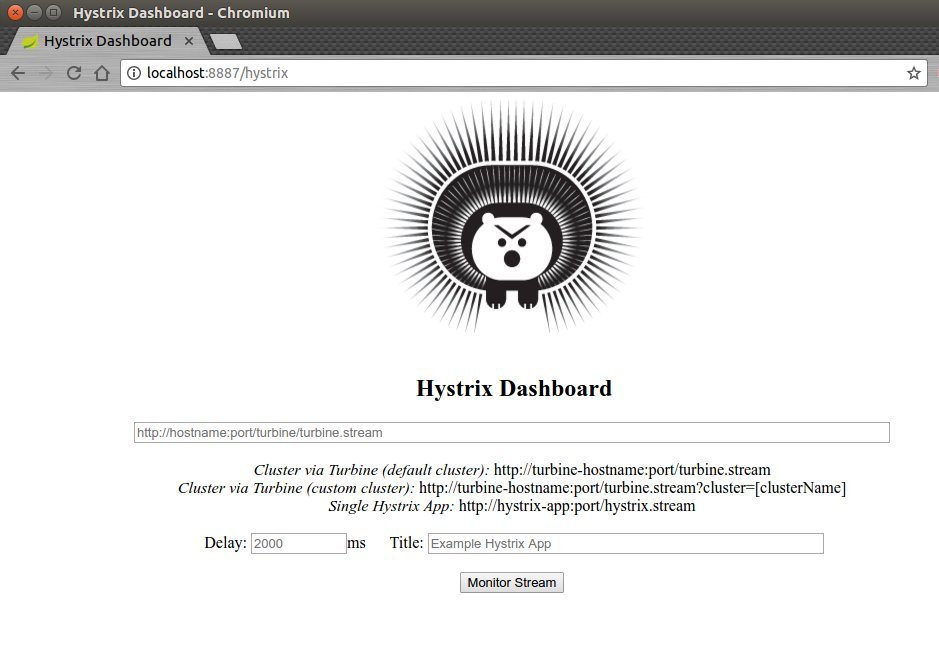 Hystrix Dashboard - Chromium
Hystrix Dashboard
localhost:8887/hystrix
Hystrix Dashboard
http://hostname:port/turbine/turbine.stream
Cluster via Turbine (default cluster): http://turbine-hostname:port/turbine.stream
Cluster via Turbine (custom cluster): http://turbine-hostname:port/turbine.stream?cluster=[clusterName]
Single Hystrix App: http://hystrix-app:port/hystrix.stream
Delay: 2000 ms Title: Example Hystrix App
Monitor Stream